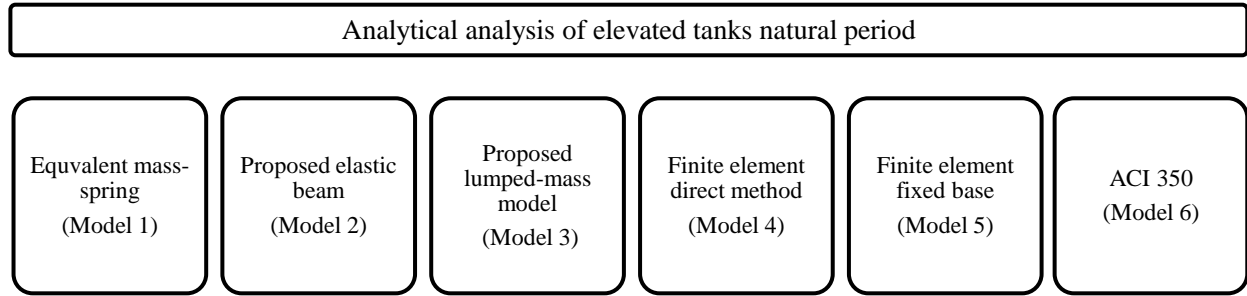 Analytical analysis of elevated tanks natural period
Equvalent mass-
spring
(Model 1)
Proposed elastic
beam
(Model 2)
Proposed
lumped-mass
model
(Model 3)
Finite element
direct method
(Model 4)
Finite element
fixed base
(Model 5)
ACI 350
(Model 6)